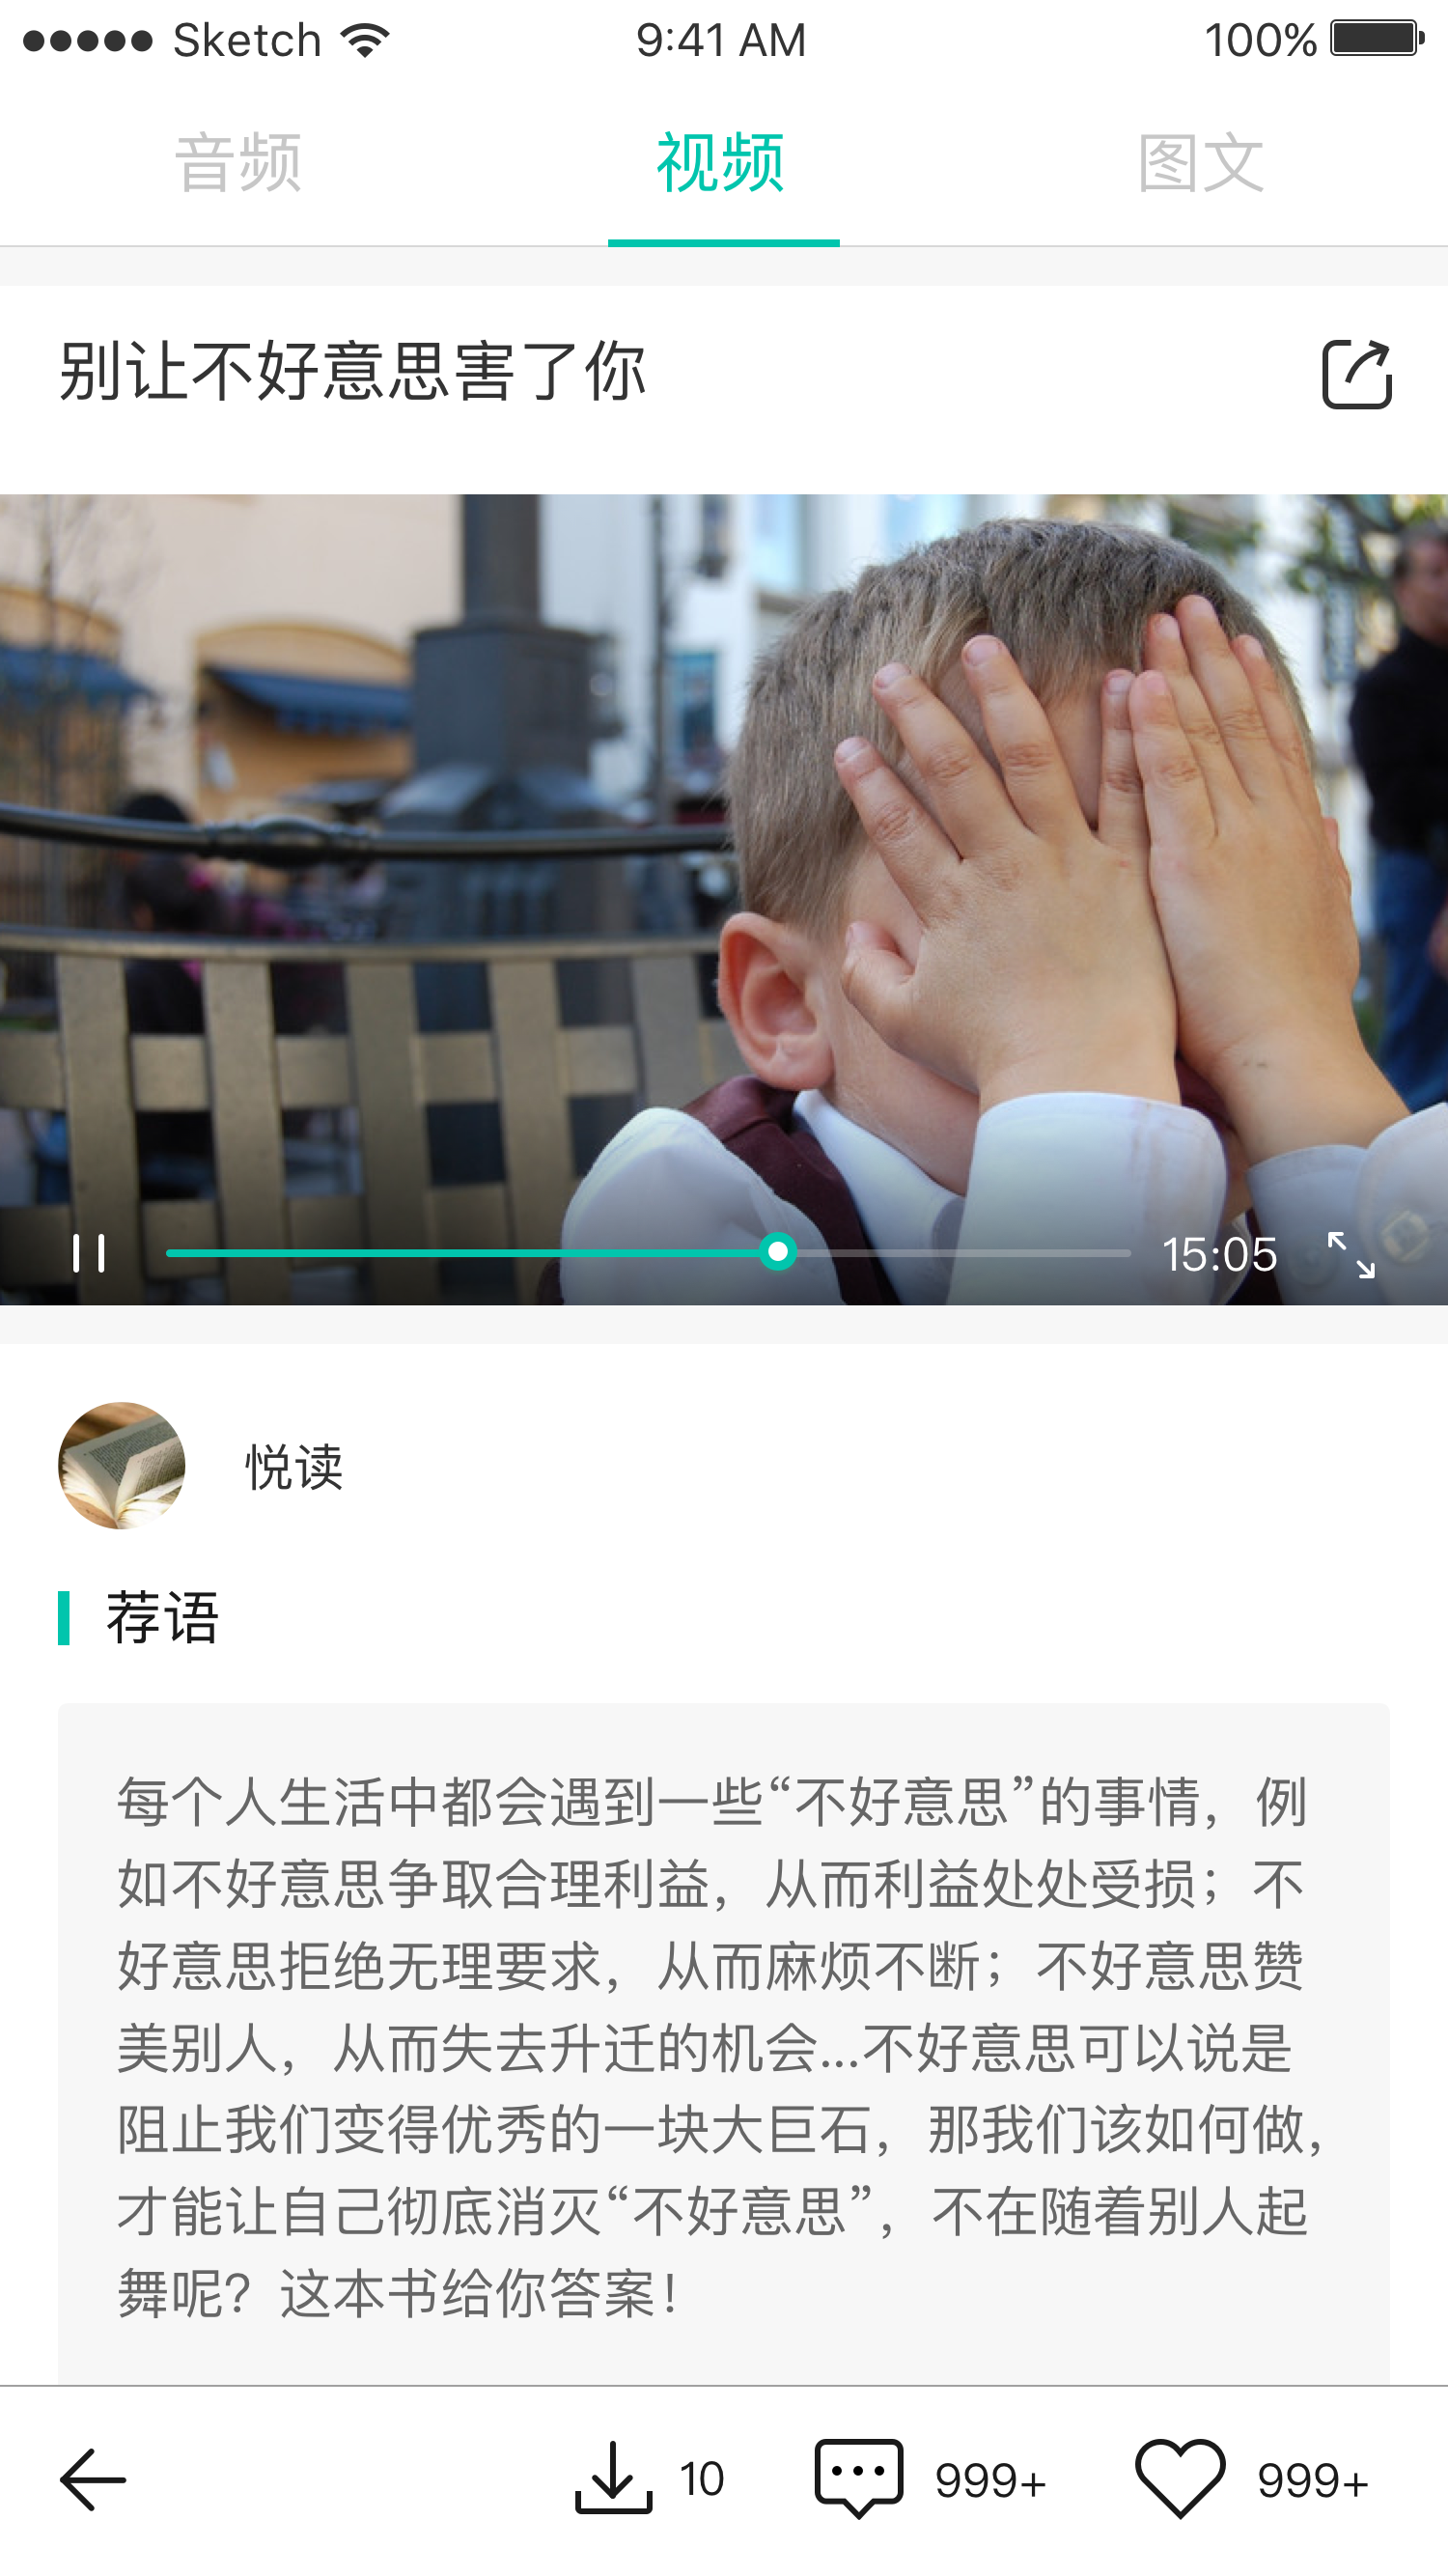 Sketch 9:41 AM 100%
音频 视频 图文
别让不好意思害了你
15:05
悦读
荐语
每个人生活中都会遇到一些“不好意思”的事情，例
如不好意思争取合理利益，从而利益处处受损；不
好意思拒绝无理要求，从而麻烦不断；不好意思赞
美别人，从而失去升迁的机会...不好意思可以说是
阻止我们变得优秀的一块大巨石，那我们该如何做，
才能让自己彻底消灭“不好意思”，不在随着别人起
舞呢？这本书给你答案！
10 999+ 999+